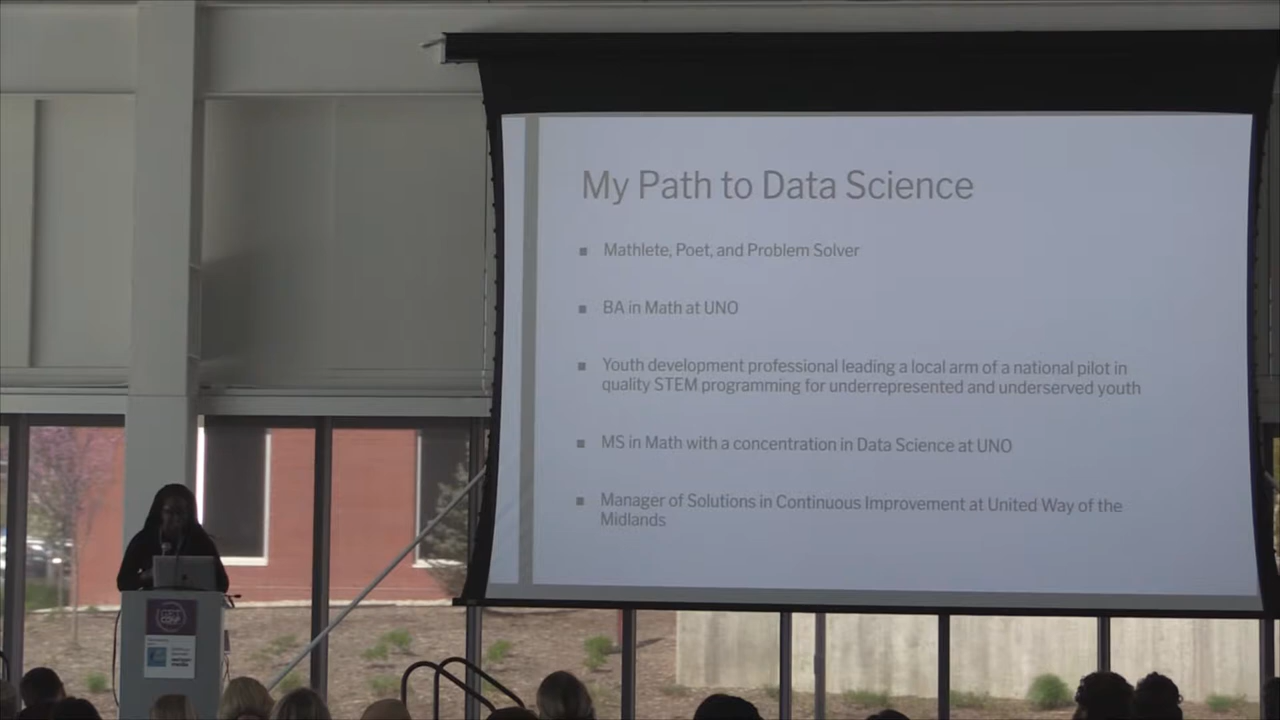 My Path to Data Science
Mathlete, Poet, and Problem Solver
BA in Math at UNO
Youth development professional leading a local arm of a national pilot in
quality STEM programming for underrepresented and underserved youth
MS in Math with a concentration in Data Science at UNO
Manager of Solutions in Continuous Improvement at United Way of the
Midlands